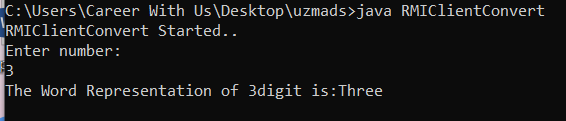 C:\Users\Career With Us\Desktop\uzmads>java RMIClientConvert
RMIClientConvert Started..
Enter number:
3
The Word Representation of 3digit is:Three